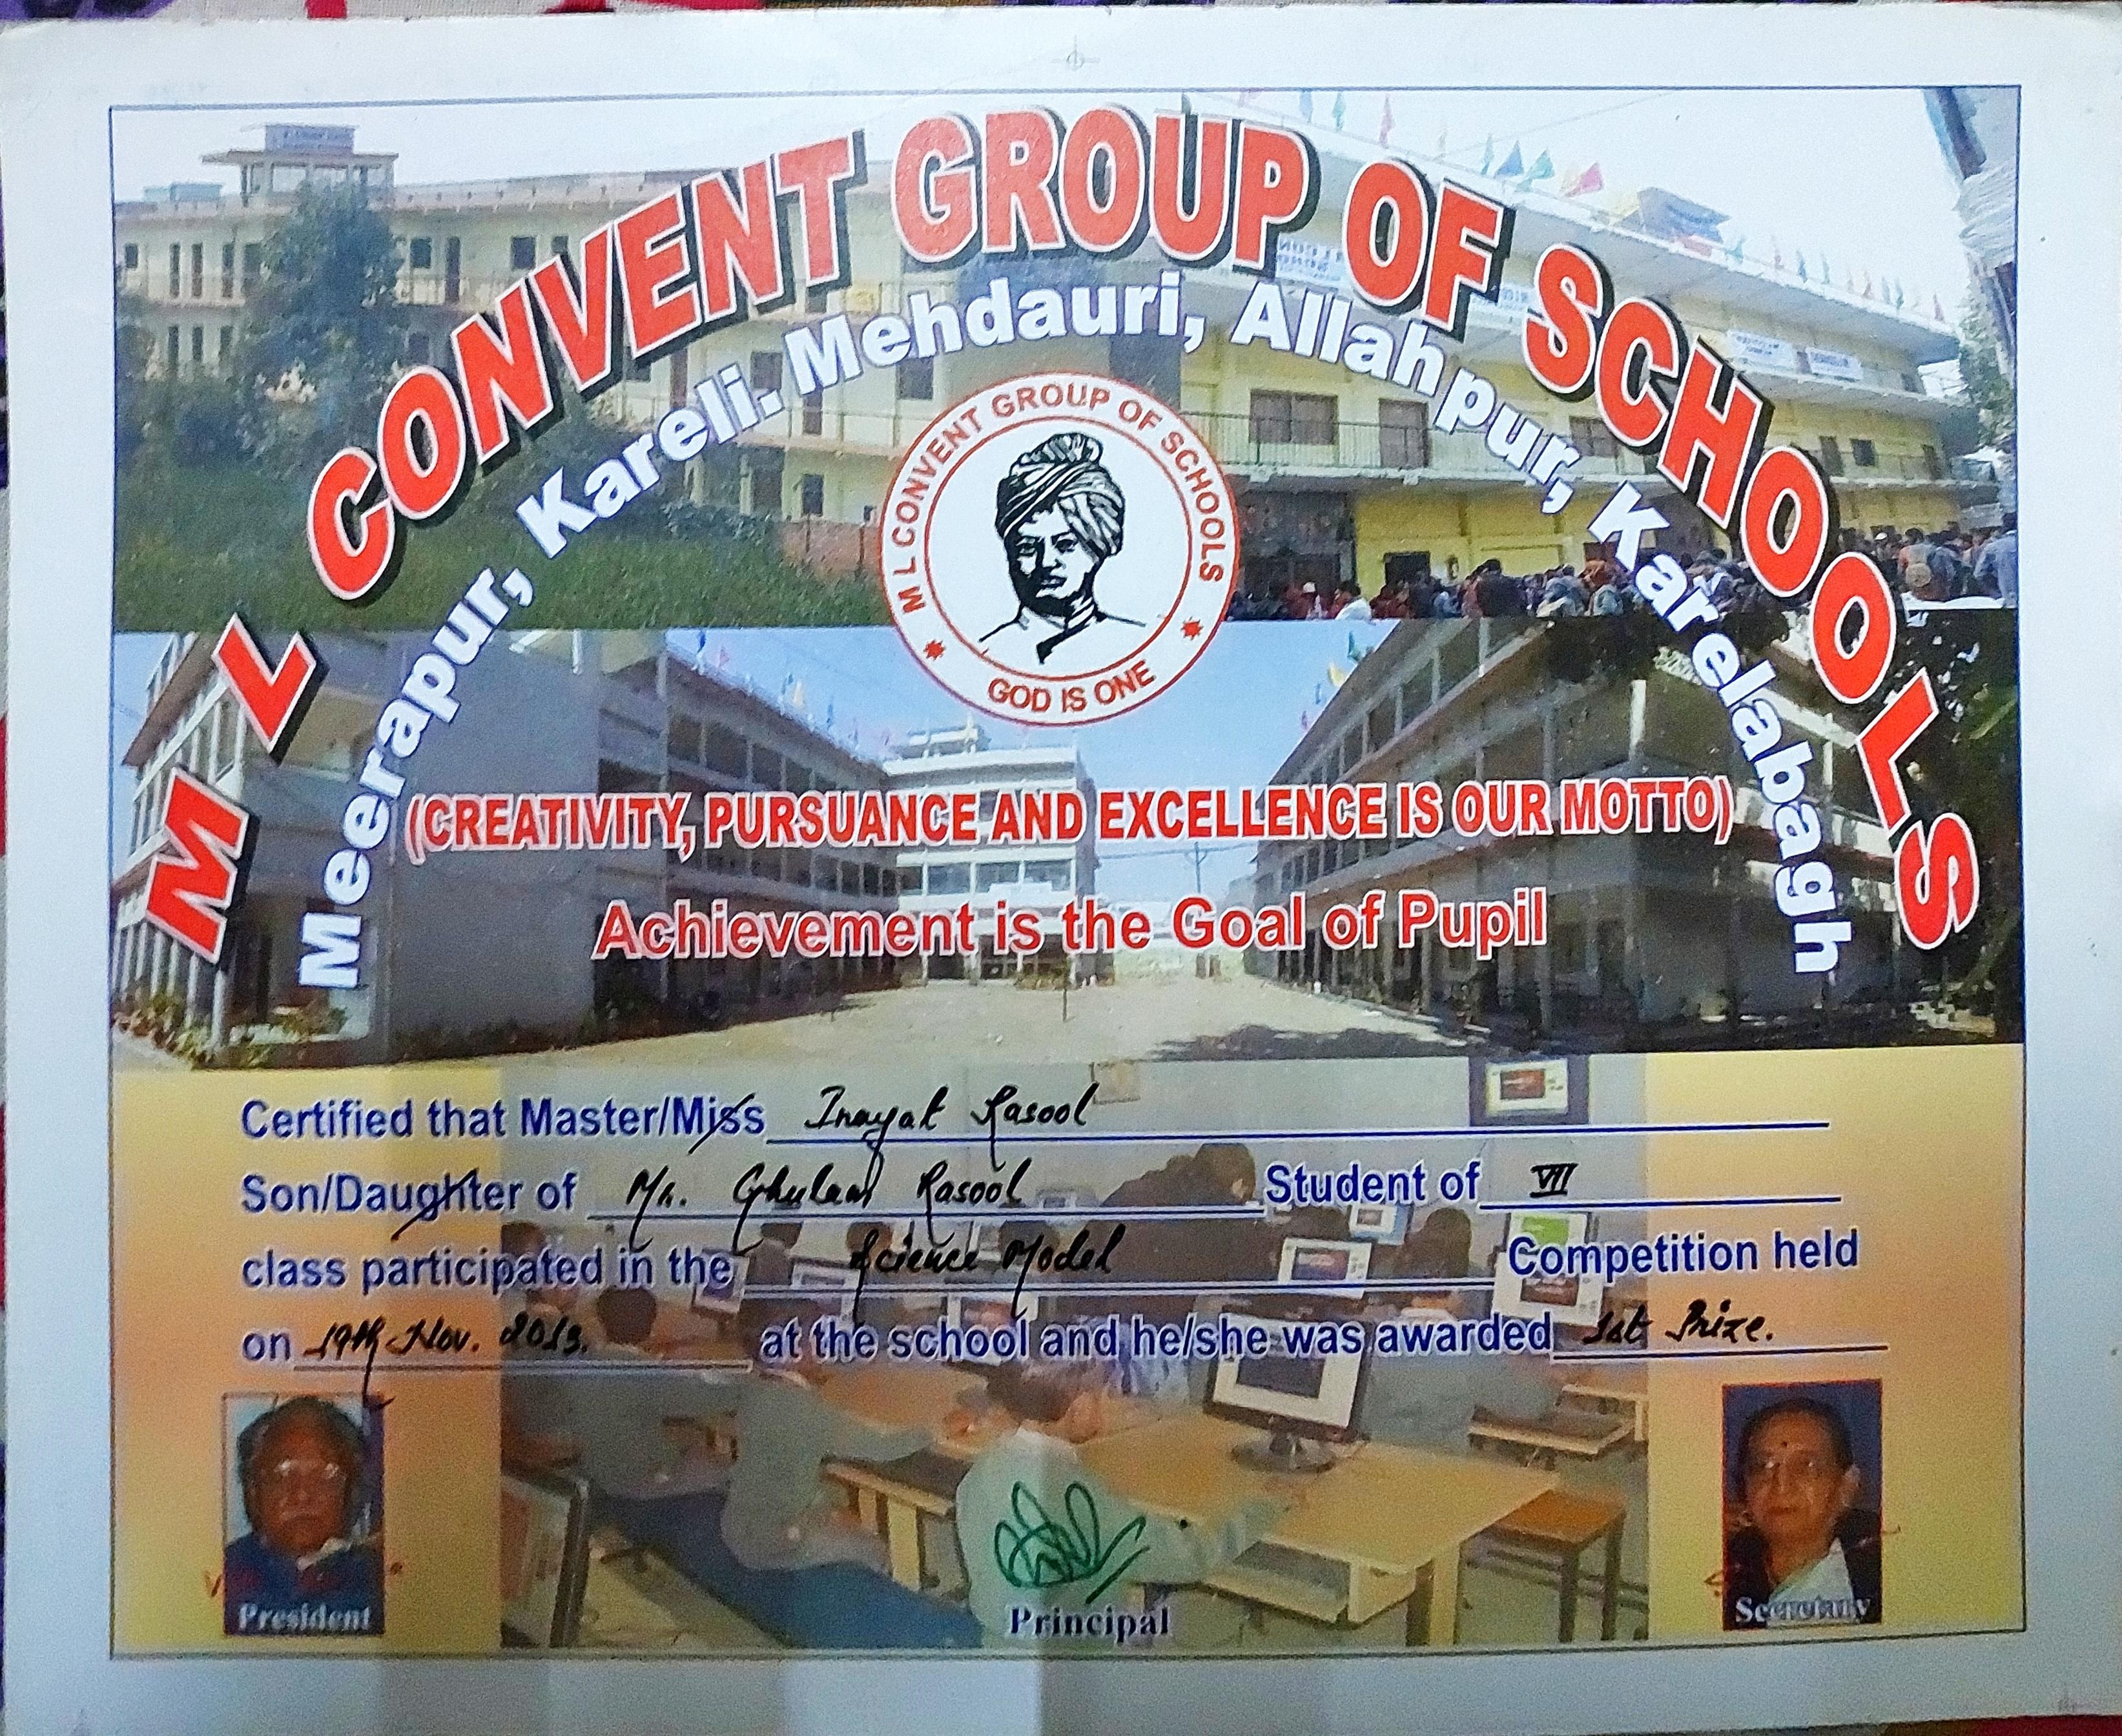 M L CONVENT GROUP OF SCHOOLS
Meerapur, Kareli. Mehdauri, Allahpur, Karelabagh
M L CONVENT GROUP OF SCHOOLS
GOD IS ONE
(CREATIVITY, PURSUANCE AND EXCELLENCE IS OUR MOTTO)
Achievement is the Goal of Pupil
Certified that Master/Miss Inayat Rasool
Son/Daughter of Mr. Ghulam Rasool Student of VII
class participated in the Science Model Competition held
on 19th Nov. 2013. at the school and he/she was awarded 1st Prize.
President
Principal
Secretary